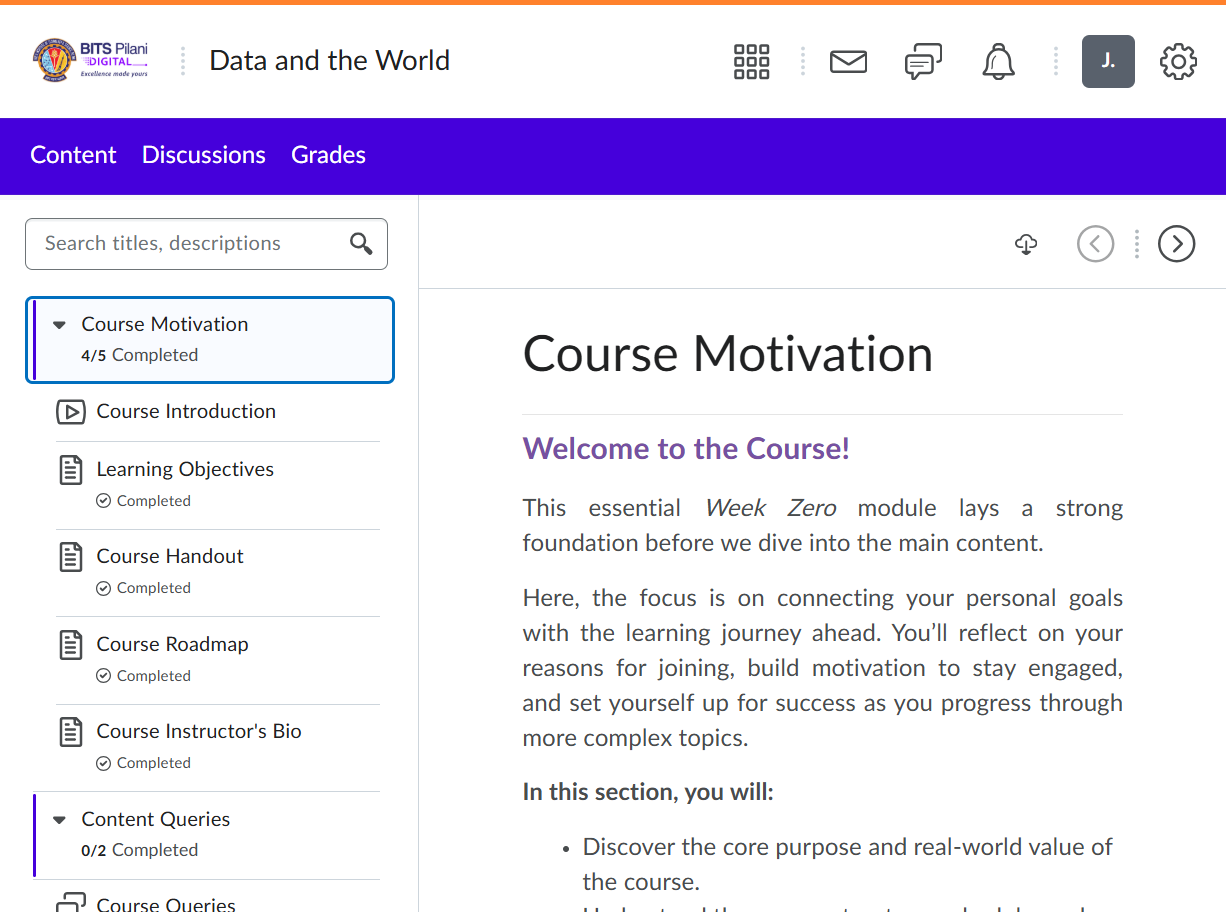 BITS Pilani
DIGITAL
Excellence made yours
Data and the World
J.
Content Discussions Grades
Search titles, descriptions
Course Motivation
4/5 Completed
Course Introduction
Learning Objectives
Completed
Course Handout
Completed
Course Roadmap
Completed
Course Instructor's Bio
Completed
Content Queries
0/2 Completed
Course Queries
Course Motivation
Welcome to the Course!
This essential Week Zero module lays a strong
foundation before we dive into the main content.
Here, the focus is on connecting your personal goals
with the learning journey ahead. You’ll reflect on your
reasons for joining, build motivation to stay engaged,
and set yourself up for success as you progress through
more complex topics.
In this section, you will:
• Discover the core purpose and real-world value of
the course.